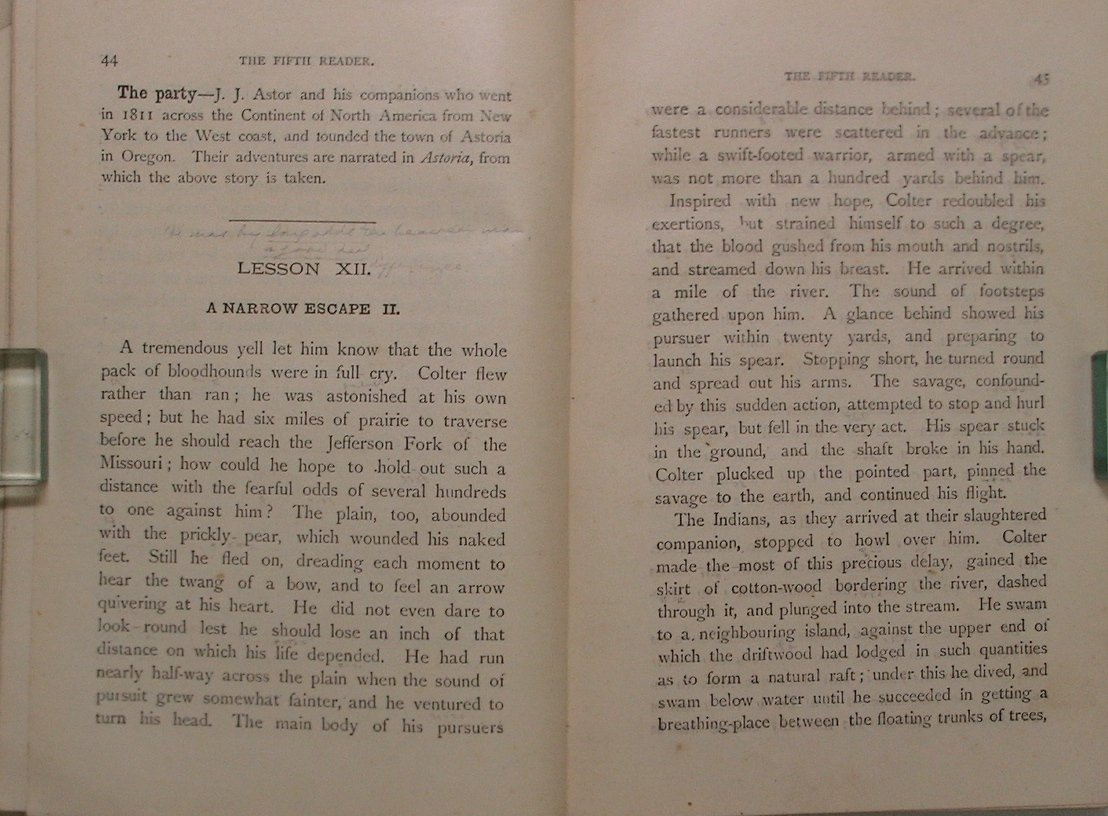 44
THE FIFTH READER.
The party—J. J. Astor and his companions who went
in 1811 across the Continent of North America from New
York to the West coast, and founded the town of Astoria
in Oregon. Their adventures are narrated in Astoria, from
which the above story is taken.
LESSON XII.
A NARROW ESCAPE II.
A tremendous yell let him know that the whole
pack of bloodhounds were in full cry. Colter flew
rather than ran; he was astonished at his own
speed; but he had six miles of prairie to traverse
before he should reach the Jefferson Fork of the
Missouri; how could he hope to hold out such a
distance with the fearful odds of several hundreds
to one against him? The plain, too, abounded
with the prickly pear, which wounded his naked
feet. Still he fled on, dreading each moment to
hear the twang of a bow, and to feel an arrow
quivering at his heart. He did not even dare to
look round lest he should lose an inch of that
distance on which his life depended. He had run
nearly half-way across the plain when the sound of
pursuit grew somewhat fainter, and he ventured to
turn his head. The main body of his pursuers
THE FIFTH READER.
45
were a considerable distance behind; several of the
fastest runners were scattered in the advance;
while a swift-footed warrior, armed with a spear,
was not more than a hundred yards behind him.
Inspired with new hope, Colter redoubled his
exertions, but strained himself to such a degree,
that the blood gushed from his mouth and nostrils,
and streamed down his breast. He arrived within
a mile of the river. The sound of footsteps
gathered upon him. A glance behind showed his
pursuer within twenty yards, and preparing to
launch his spear. Stopping short, he turned round
and spread out his arms. The savage, confound-
ed by this sudden action, attempted to stop and hurl
his spear, but fell in the very act. His spear stuck
in the ground, and the shaft broke in his hand.
Colter plucked up the pointed part, pinned the
savage to the earth, and continued his flight.
The Indians, as they arrived at their slaughtered
companion, stopped to howl over him. Colter
made the most of this precious delay, gained the
skirt of cotton-wood bordering the river, dashed
through it, and plunged into the stream. He swam
to a neighbouring island, against the upper end of
which the driftwood had lodged in such quantities
as to form a natural raft; under this he dived, and
swam below water until he succeeded in getting a
breathing-place between the floating trunks of trees,